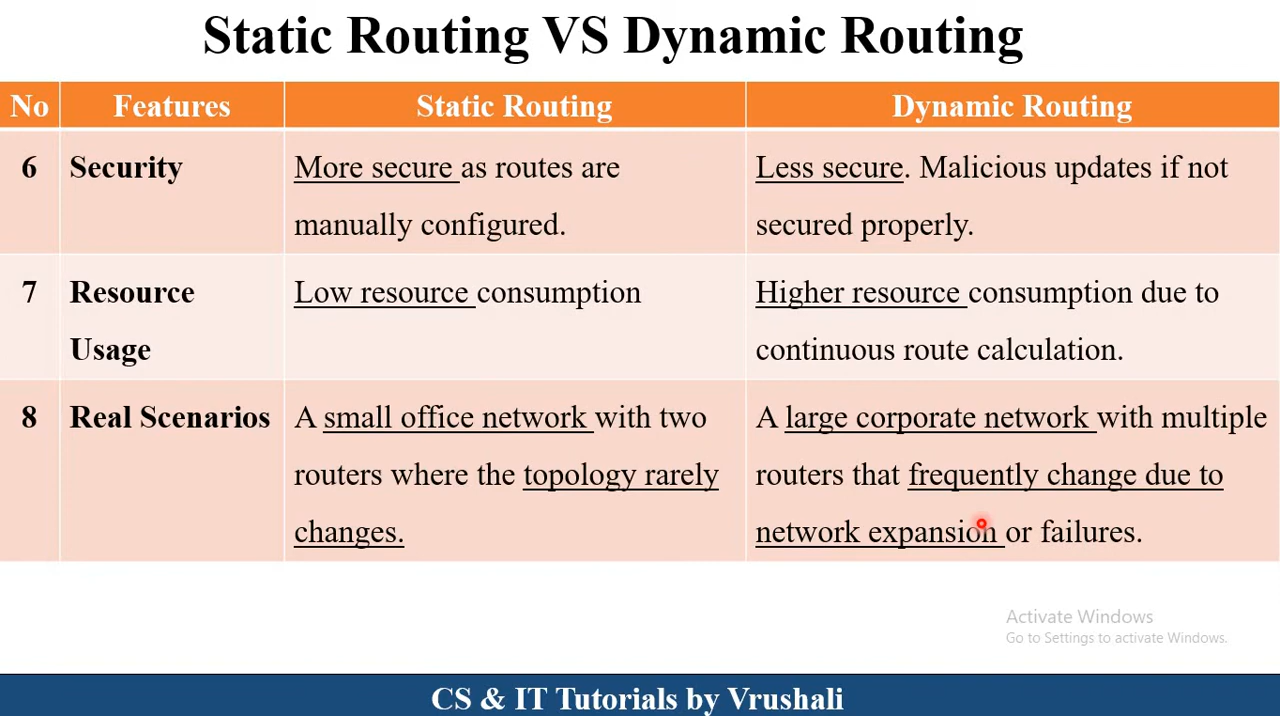 Static Routing VS Dynamic Routing
No Features Static Routing Dynamic Routing
6 Security More secure as routes are manually configured. Less secure. Malicious updates if not secured properly.
7 Resource Usage Low resource consumption Higher resource consumption due to continuous route calculation.
8 Real Scenarios A small office network with two routers where the topology rarely changes. A large corporate network with multiple routers that frequently change due to network expansion or failures.
Activate Windows
Go to Settings to activate Windows.
CS & IT Tutorials by Vrushali